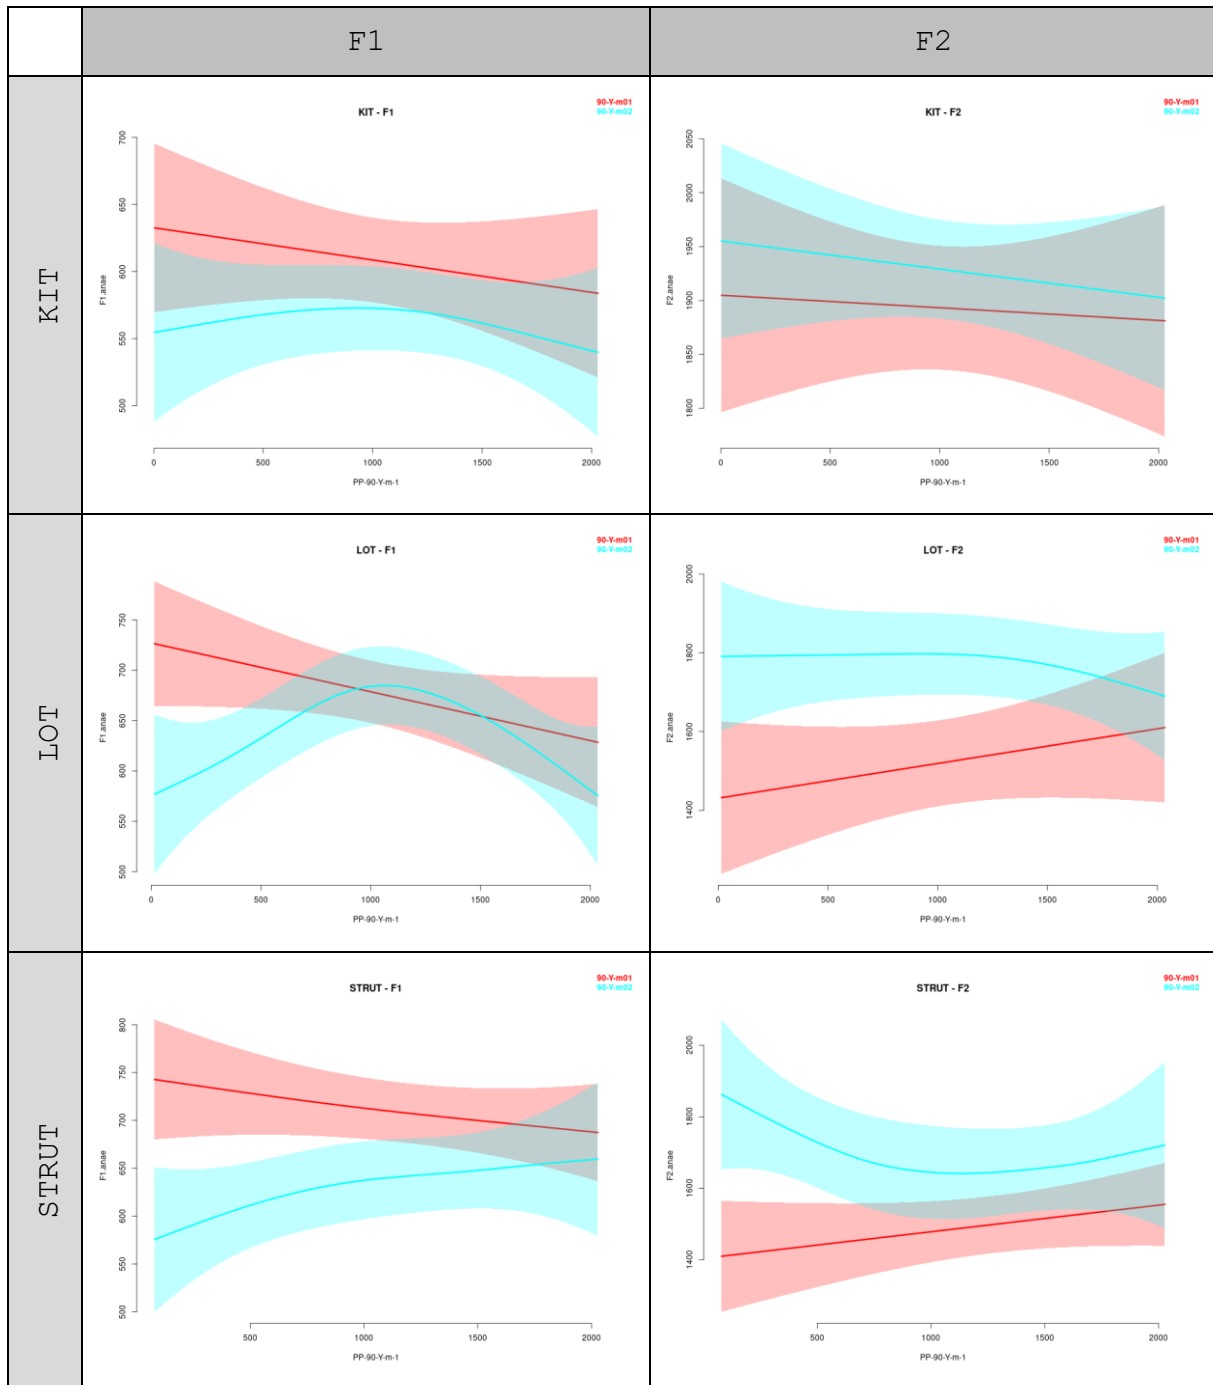 F1
F2
KIT
KIT - F1
90-Y-m01
90-Y-m02
F1.anae
700
650
600
550
500
0 500 1000 1500 2000
PP-90-Y-m-1
KIT - F2
90-Y-m01
90-Y-m02
F2.anae
2050
2000
1950
1900
1850
1800
0 500 1000 1500 2000
PP-90-Y-m-1
LOT
LOT - F1
90-Y-m01
90-Y-m02
F1.anae
750
700
650
600
550
500
0 500 1000 1500 2000
PP-90-Y-m-1
LOT - F2
90-Y-m01
90-Y-m02
F2.anae
2000
1800
1600
1400
0 500 1000 1500 2000
PP-90-Y-m-1
STRUT
STRUT - F1
90-Y-m01
90-Y-m02
F1.anae
800
750
700
650
600
550
500
500 1000 1500 2000
PP-90-Y-m-1
STRUT - F2
90-Y-m01
90-Y-m02
F2.anae
2000
1800
1600
1400
500 1000 1500 2000
PP-90-Y-m-1